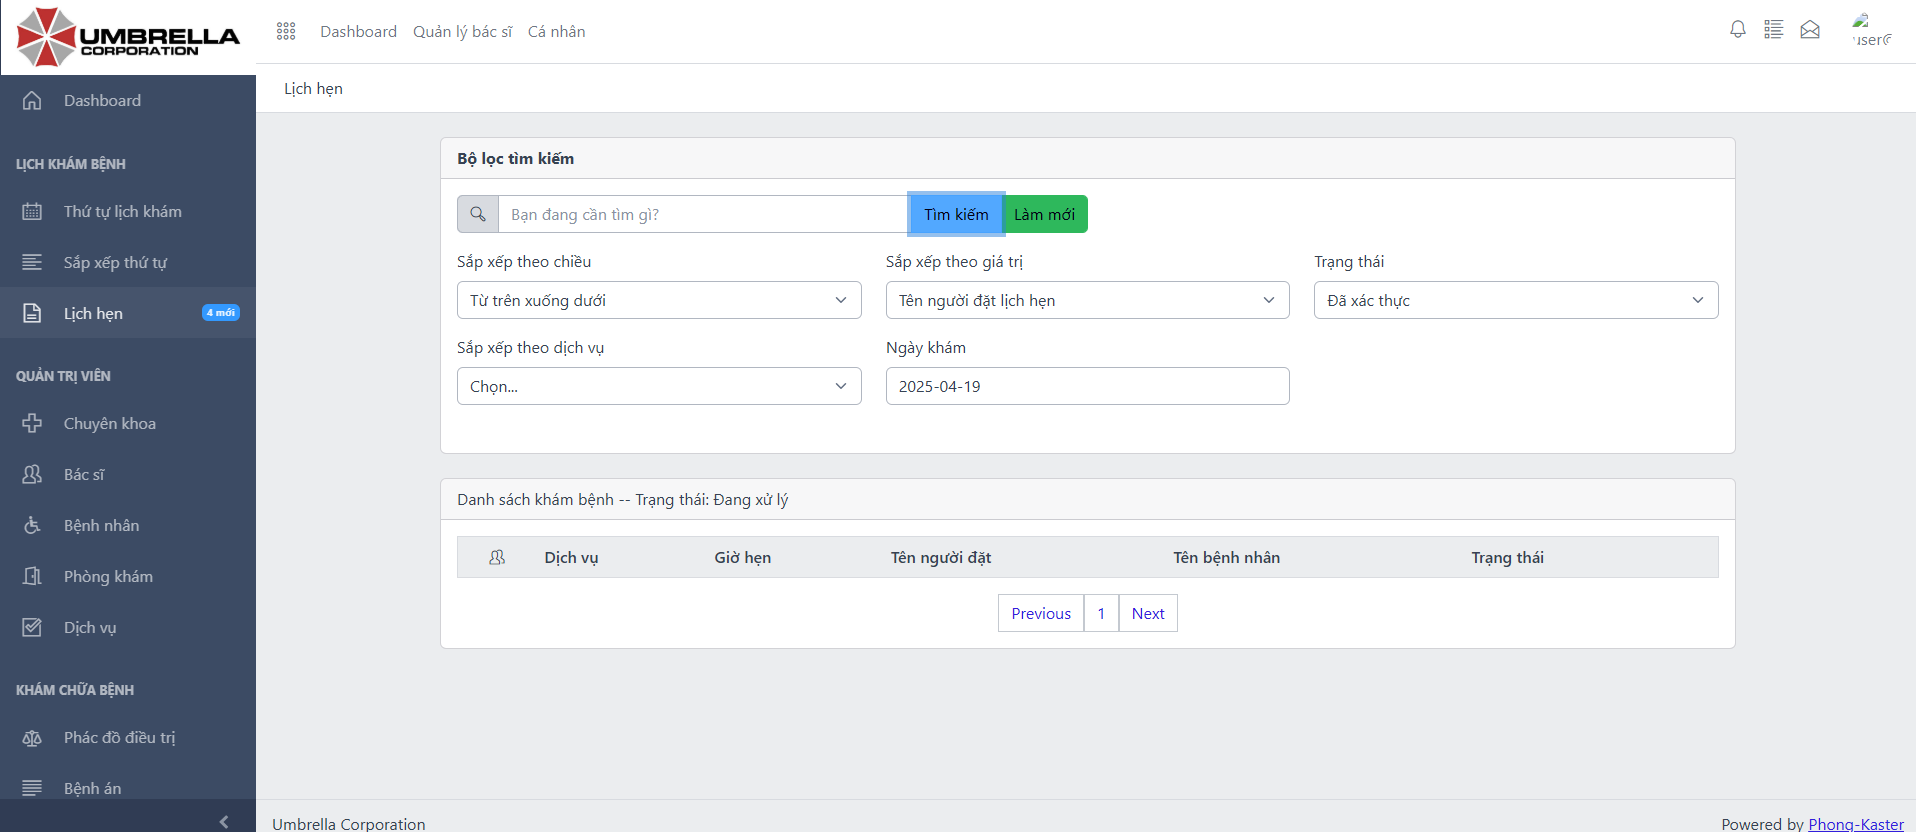 UMBRELLA
CORPORATION
Dashboard
Quản lý bác sĩ
Cá nhân
Lịch hẹn
Dashboard
LỊCH KHÁM BỆNH
Thứ tự lịch khám
Sắp xếp thứ tự
Lịch hẹn
4 mới
QUẢN TRỊ VIÊN
Chuyên khoa
Bác sĩ
Bệnh nhân
Phòng khám
Dịch vụ
KHÁM CHỮA BỆNH
Phác đồ điều trị
Bệnh án
Bộ lọc tìm kiếm
Bạn đang cần tìm gì?
Tìm kiếm
Làm mới
Sắp xếp theo chiều
Sắp xếp theo giá trị
Trạng thái
Từ trên xuống dưới
Tên người đặt lịch hẹn
Đã xác thực
Sắp xếp theo dịch vụ
Ngày khám
Chọn...
2025-04-19
Danh sách khám bệnh -- Trạng thái: Đang xử lý
Dịch vụ
Giờ hẹn
Tên người đặt
Tên bệnh nhân
Trạng thái
Previous
1
Next
Umbrella Corporation
Powered by Phong-Kaster